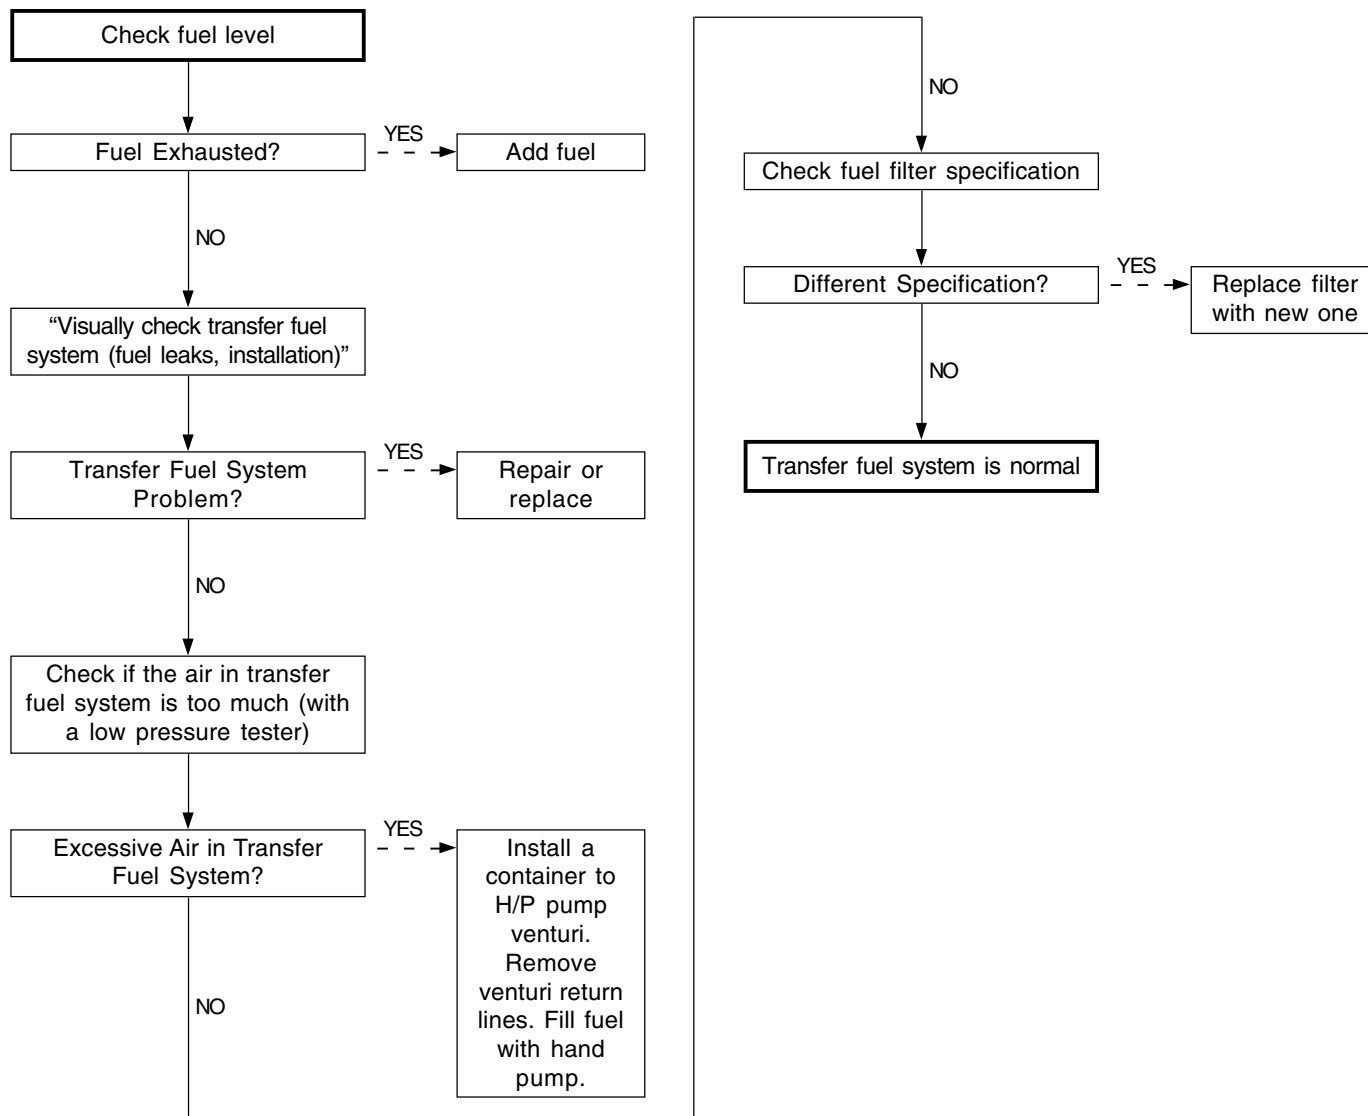 Check fuel level
Fuel Exhausted?
YES
Add fuel
NO
“Visually check transfer fuel
system (fuel leaks, installation)”
Transfer Fuel System
Problem?
YES
Repair or
replace
NO
Check if the air in transfer
fuel system is too much (with
a low pressure tester)
Excessive Air in Transfer
Fuel System?
YES
Install a
container to
H/P pump
venturi.
Remove
venturi return
lines. Fill fuel
with hand
pump.
NO
NO
Check fuel filter specification
Different Specification?
YES
Replace filter
with new one
NO
Transfer fuel system is normal